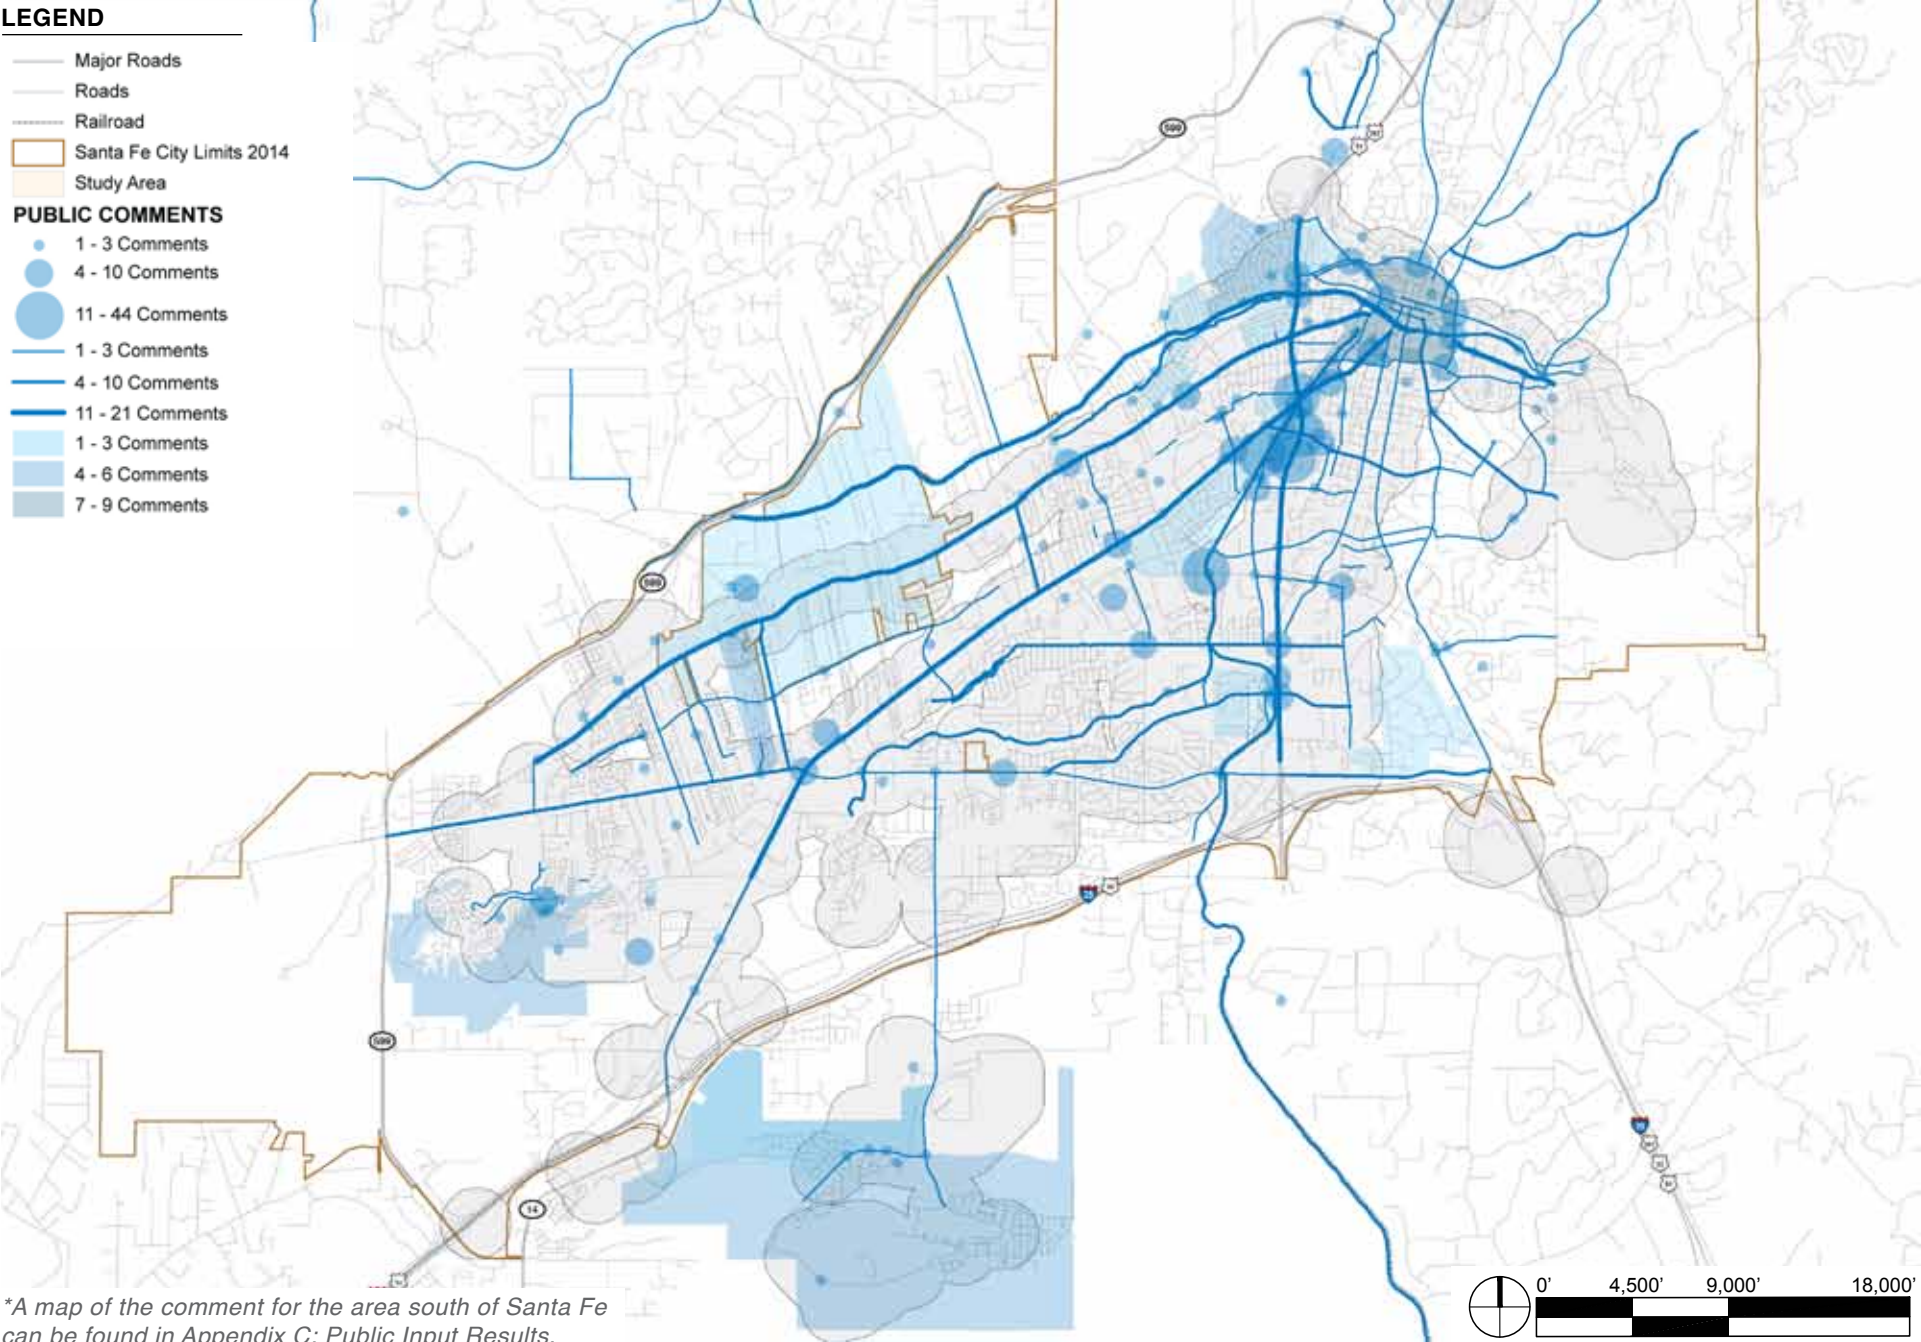 LEGEND
Major Roads
Roads
Railroad
Santa Fe City Limits 2014
Study Area
PUBLIC COMMENTS
1 - 3 Comments
4 - 10 Comments
11 - 44 Comments
1 - 3 Comments
4 - 10 Comments
11 - 21 Comments
1 - 3 Comments
4 - 6 Comments
7 - 9 Comments
599
599
599
14
0' 4,500' 9,000' 18,000'
*A map of the comment for the area south of Santa Fe
can be found in Appendix C: Public Input Results.